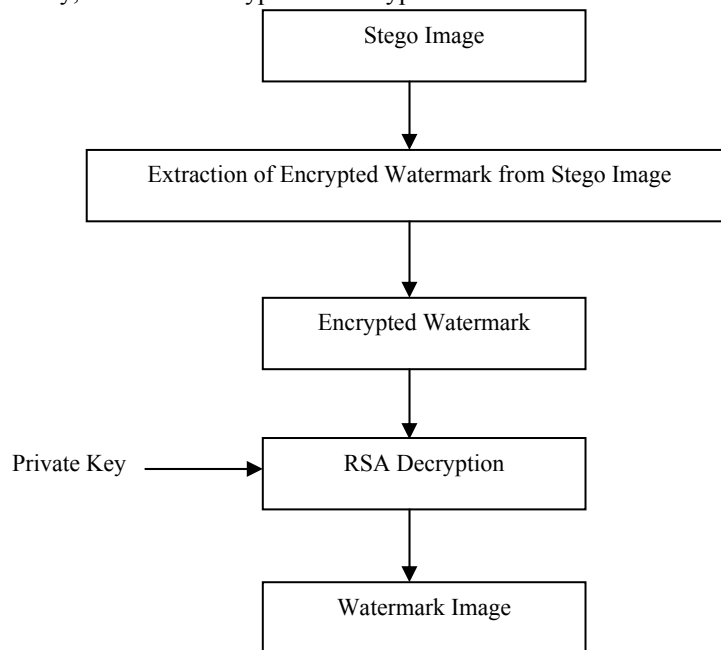 Stego Image
Extraction of Encrypted Watermark from Stego Image
Encrypted Watermark
Private Key
RSA Decryption
Watermark Image